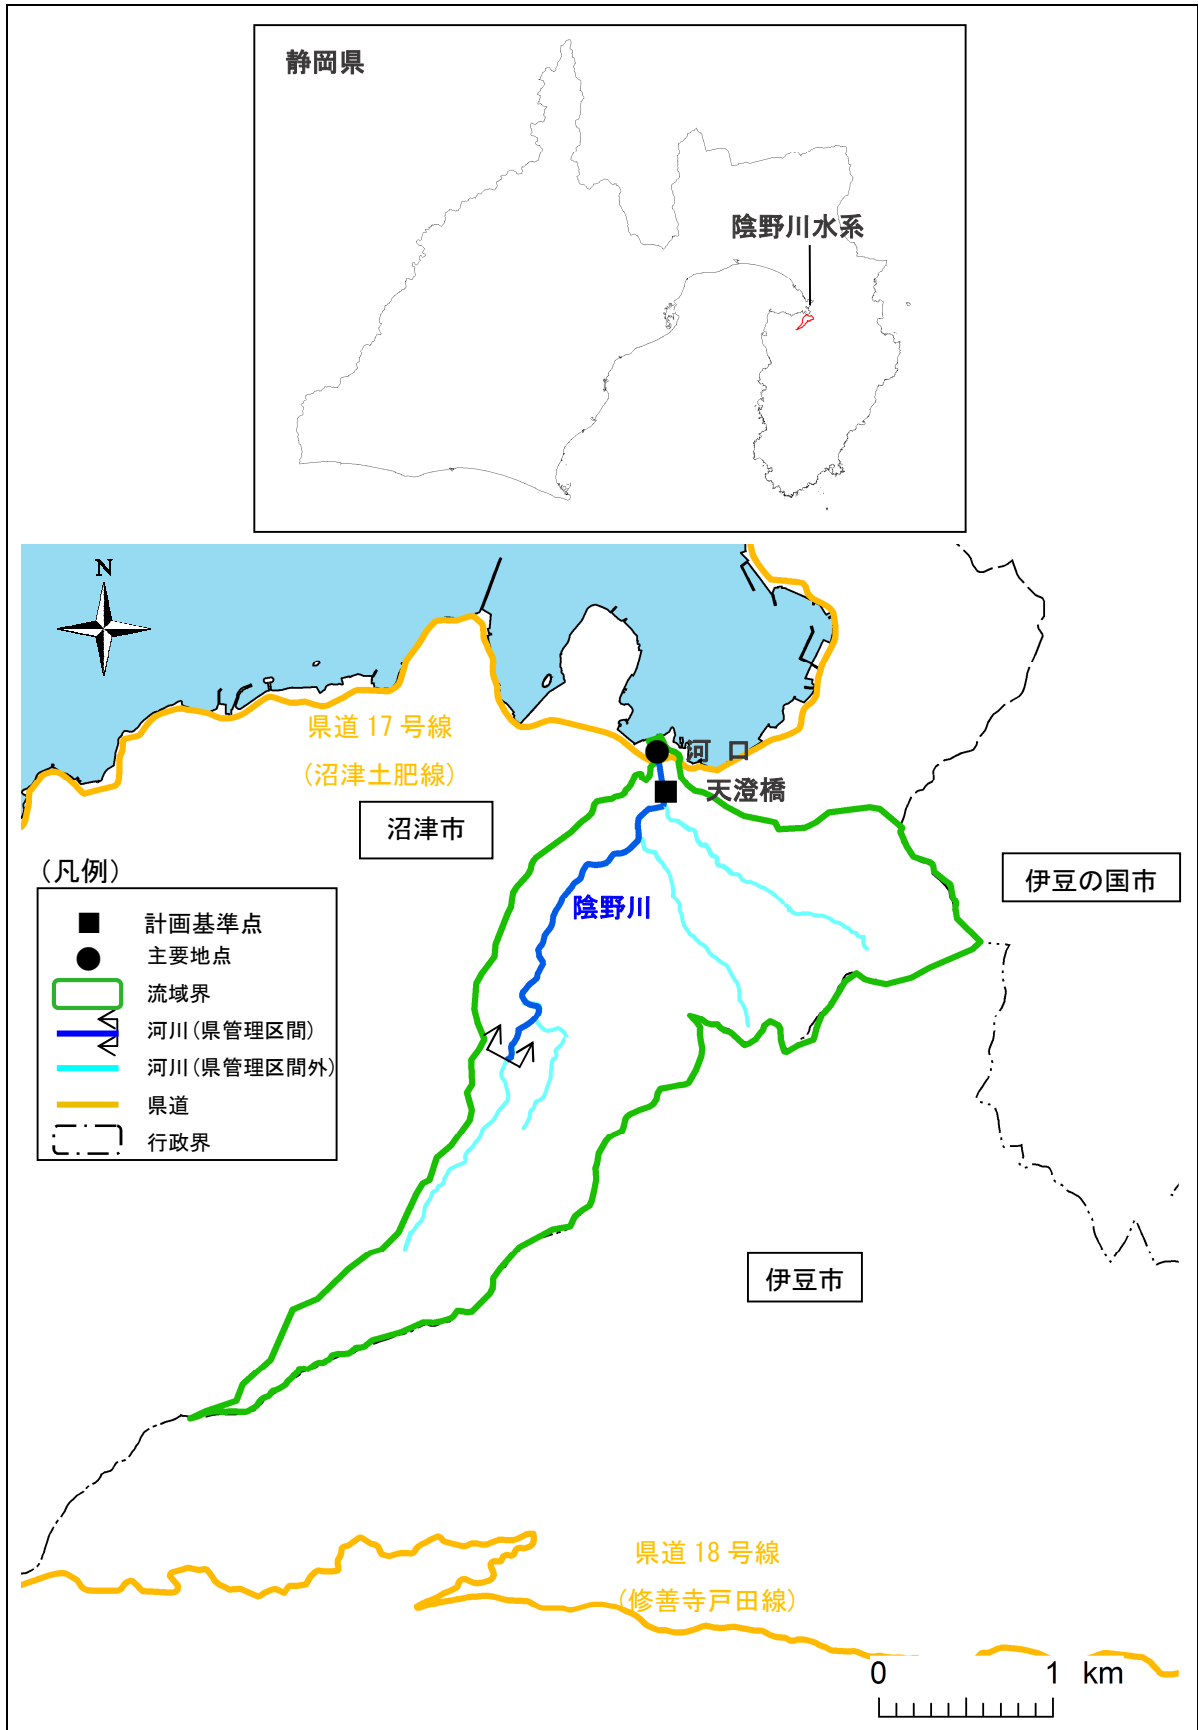 静岡県
陰野川水系
N
県道 17 号線
(沼津土肥線)
河 口
天澄橋
沼津市
伊豆の国市
(凡例)
計画基準点
主要地点
流域界
河川(県管理区間)
河川(県管理区間外)
県道
行政界
陰野川
伊豆市
県道 18 号線
(修善寺戸田線)
0 1 km